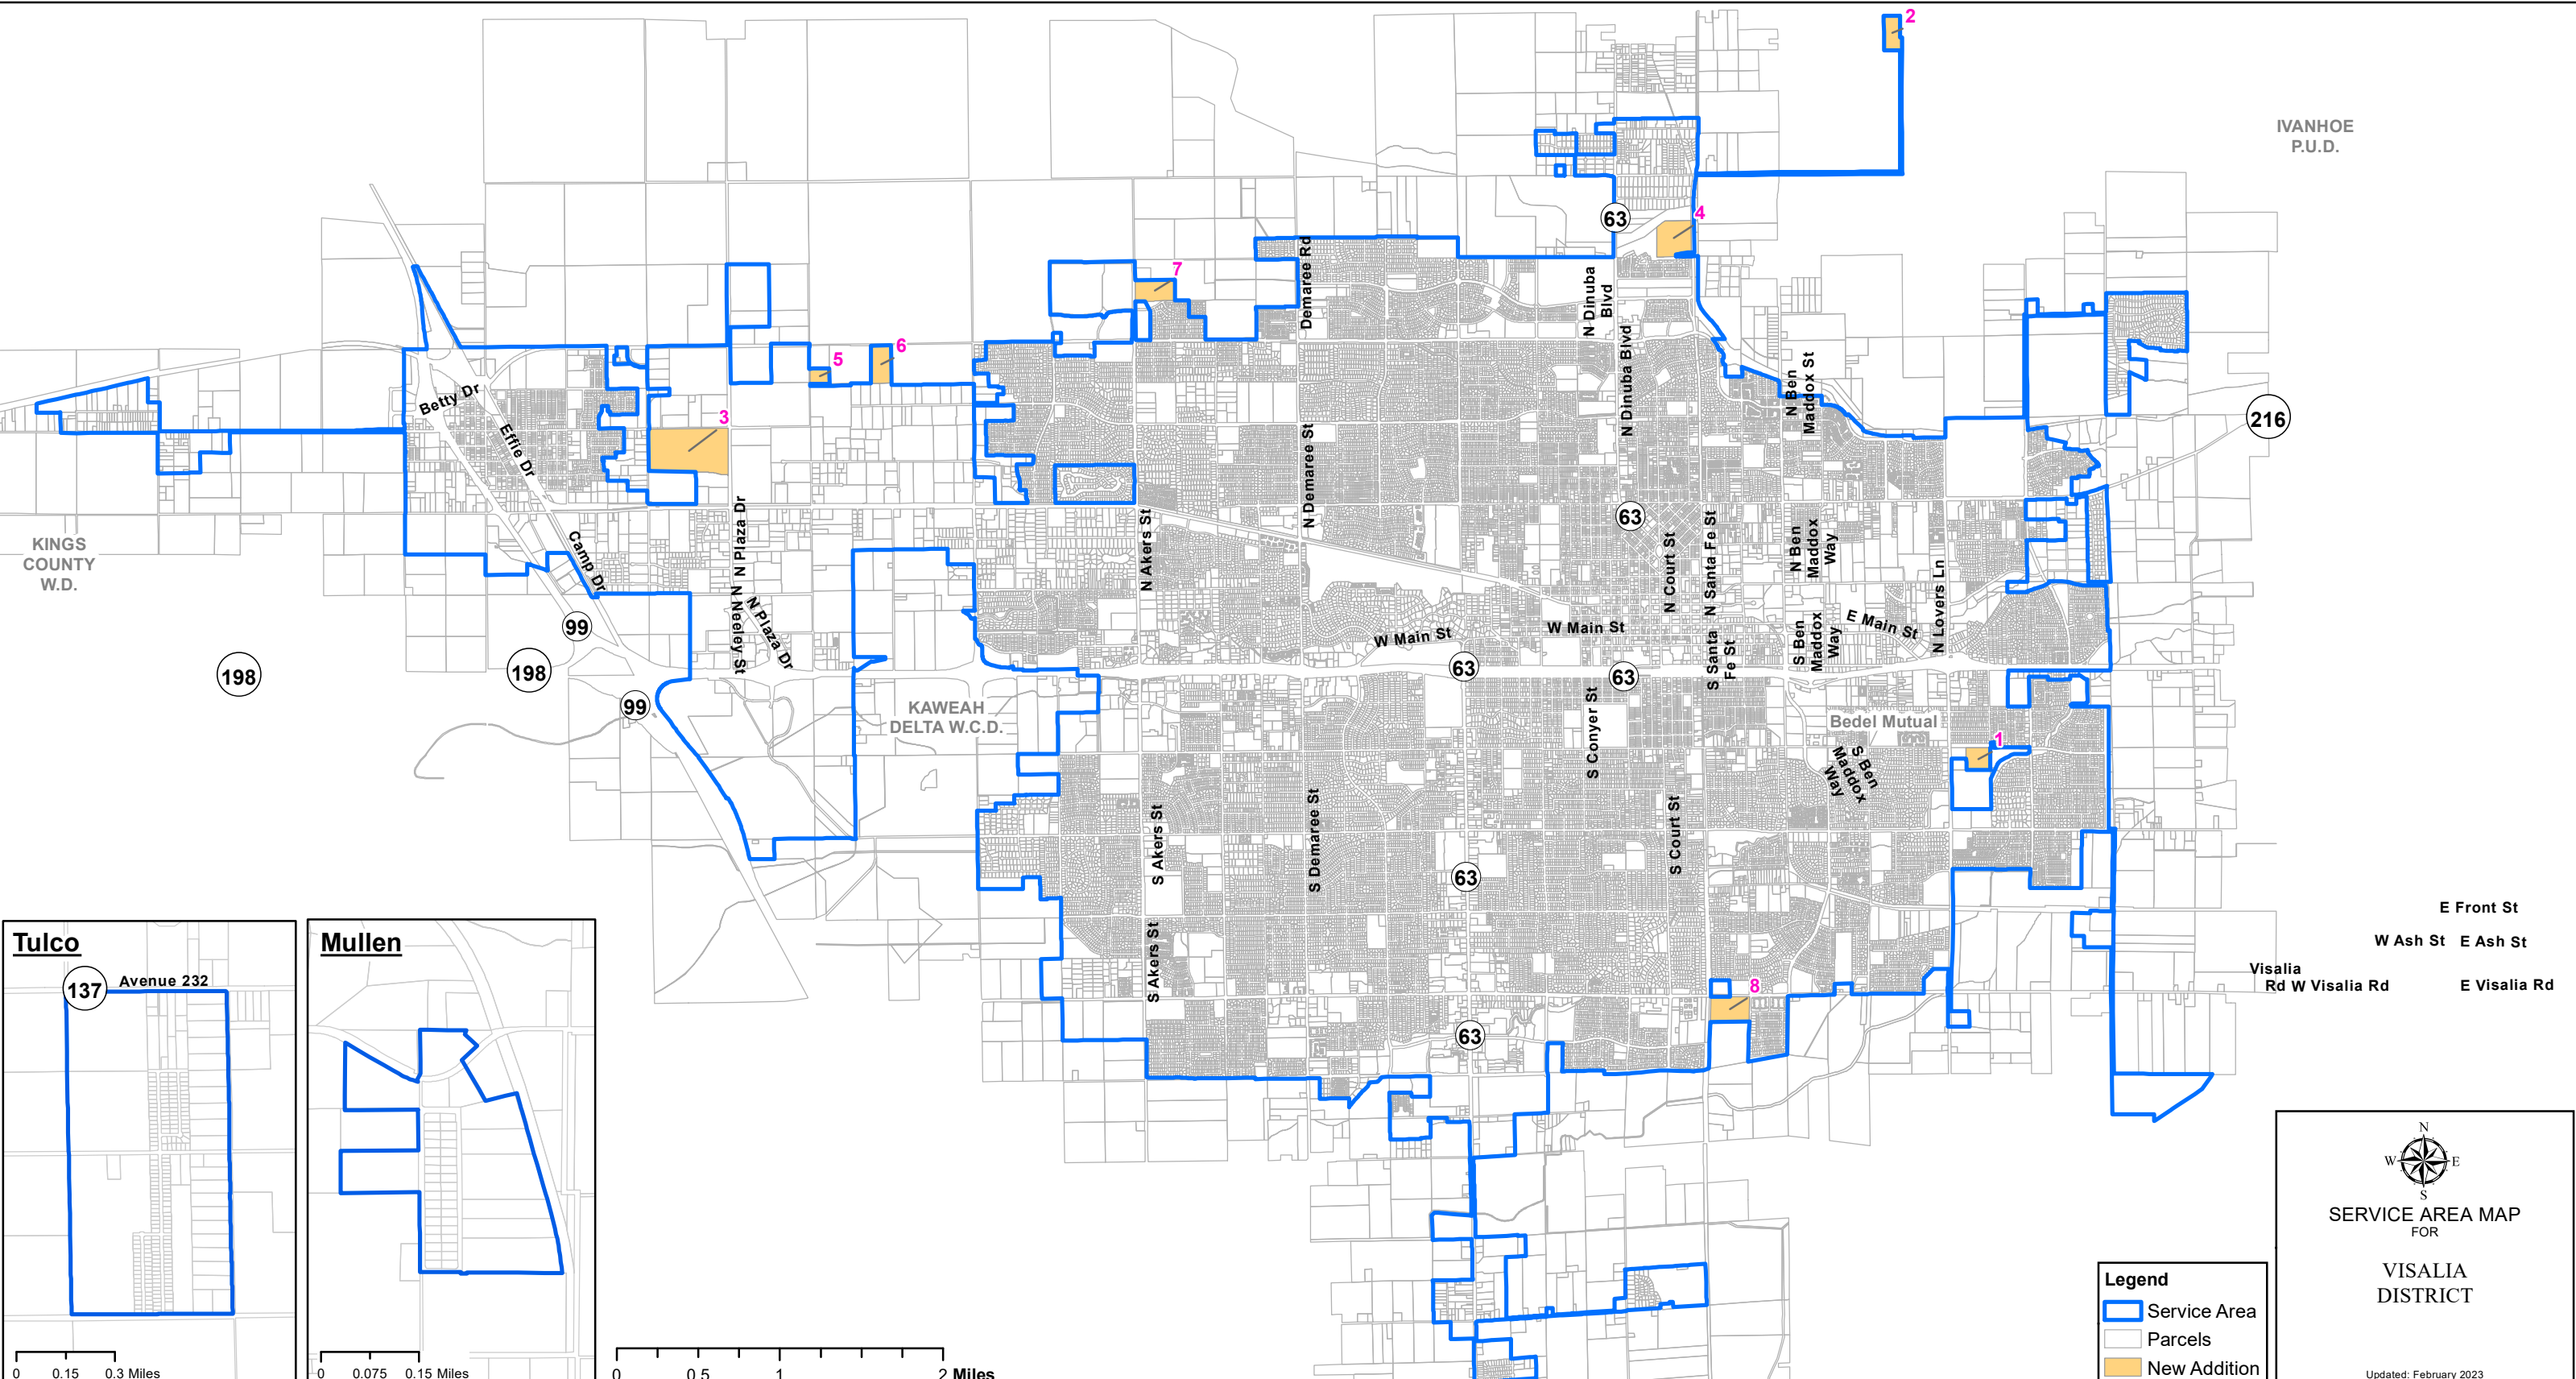 2
IVANHOE
P.U.D.
63
4
7
Demaree Rd
N Dinuba
Blvd
N Dinuba Blvd
5
6
N Ben
Maddox St
216
Betty Dr
3
Effie Dr
N Demaree St
KINGS
COUNTY
W.D.
Camp Dr
N Plaza Dr
N Akers St
63
N Court St
N Santa Fe St
N Ben
Maddox
Way
N Lovers Ln
99
N Neeley St
N Plaza Dr
W Main St
W Main St
S Santa
Fe St
S Ben
Maddox
Way
E Main St
198
198
63
63
99
KAWEAH
DELTA W.C.D.
S Conyer St
Bedel Mutual
1
S Ben
Maddox
Way
S Akers St
S Demaree St
S Court St
63
E Front St
W Ash St
E Ash St
S Akers St
Visalia
Rd
W Visalia Rd
E Visalia Rd
8
63
Tulco
137
Avenue 232
0
0.15
0.3 Miles
Mullen
0
0.075
0.15 Miles
0
0.5
1
2 Miles
Legend
Service Area
Parcels
New Addition
N
W
E
S
SERVICE AREA MAP
FOR
VISALIA
DISTRICT
Updated: February 2023